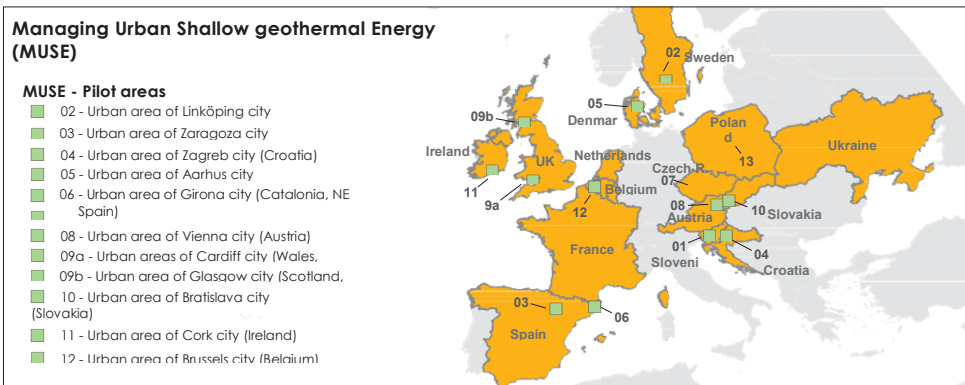 Managing Urban Shallow geothermal Energy
(MUSE)
MUSE - Pilot areas
02 - Urban area of Linköping city
03 - Urban area of Zaragoza city
04 - Urban area of Zagreb city (Croatia)
05 - Urban area of Aarhus city
06 - Urban area of Girona city (Catalonia, NE
Spain)
08 - Urban area of Vienna city (Austria)
09a - Urban areas of Cardiff city (Wales,
09b - Urban area of Glasgow city (Scotland,
10 - Urban area of Bratislava city
(Slovakia)
11 - Urban area of Cork city (Ireland)
12 - Urban area of Brussels city (Belgium)
02
Sweden
05
Denmar
09b
Ireland
UK
Netherlands
Polan
d
13
Ukraine
Czech R..
07
11
9a
12
Belgium
08
Austria
10
Slovakia
France
01
Sloveni
04
Croatia
03
06
Spain